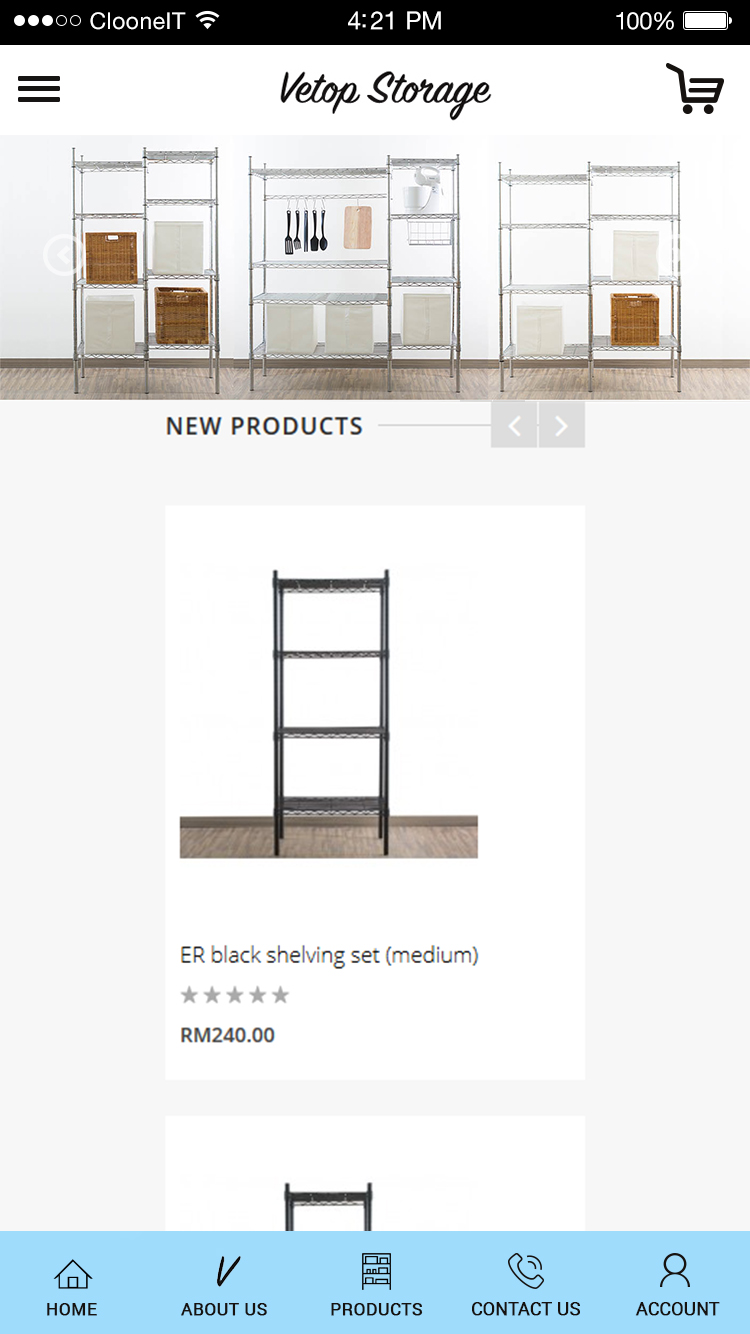 ClooneIT 4:21 PM 100%
Vetop Storage
NEW PRODUCTS
ER black shelving set (medium)
RM240.00
HOME ABOUT US PRODUCTS CONTACT US ACCOUNT